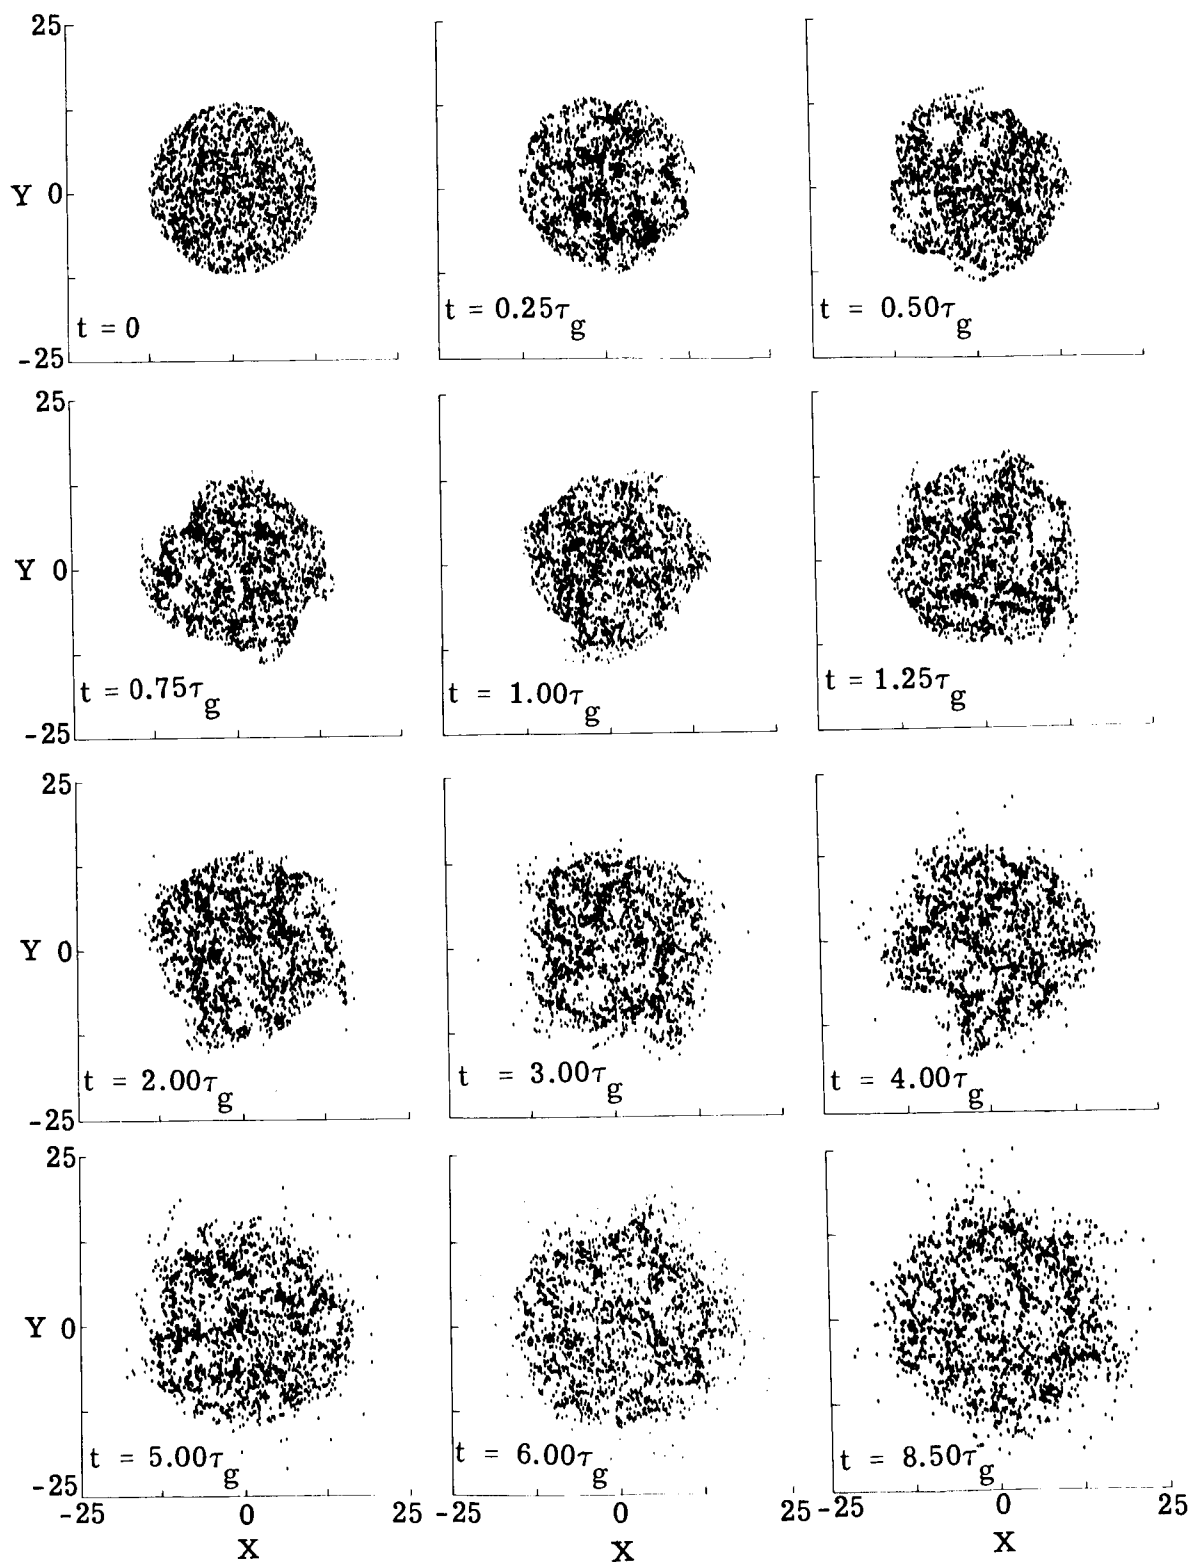 25
Y 0
-25
t = 0
t = 0.25τg
t = 0.50τg
25
Y 0
-25
t = 0.75τg
t = 1.00τg
t = 1.25τg
25
Y 0
-25
t = 2.00τg
t = 3.00τg
t = 4.00τg
25
Y 0
-25
t = 5.00τg
t = 6.00τg
t = 8.50τg
-25 0 25 -25 0 25 -25 0 25
X X X